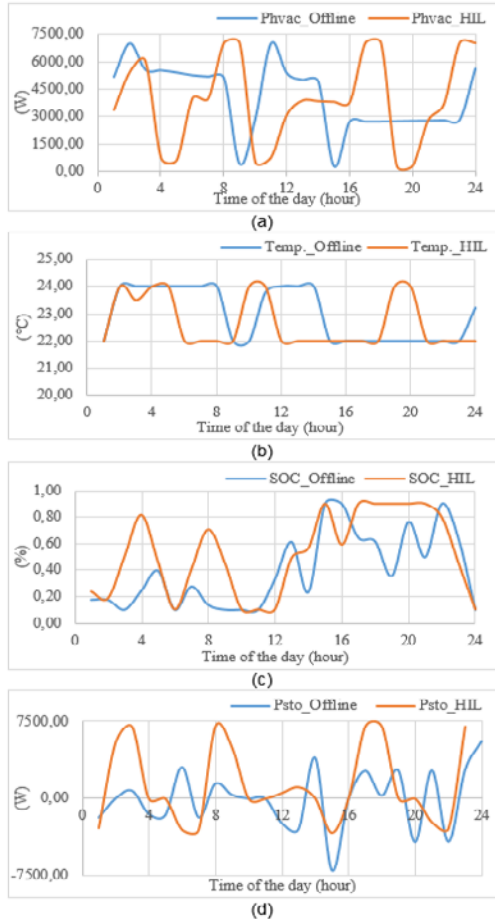 Phvac_Offline Phvac_HIL
7500,00
6000,00
4500,00
3000,00
1500,00
0,00
(W)
0 4 8 12 16 20 24
Time of the day (hour)
(a)
Temp._Offline Temp._HIL
25,00
24,00
23,00
22,00
21,00
20,00
(°C)
0 4 8 12 16 20 24
Time of the day (hour)
(b)
SOC_Offline SOC_HIL
1,00
0,80
0,60
0,40
0,20
0,00
(%)
0 4 8 12 16 20 24
Time of the day (hour)
(c)
Psto_Offline Psto_HIL
7500,00
0,00
-7500,00
(W)
0 4 8 12 16 20 24
Time of the day (hour)
(d)